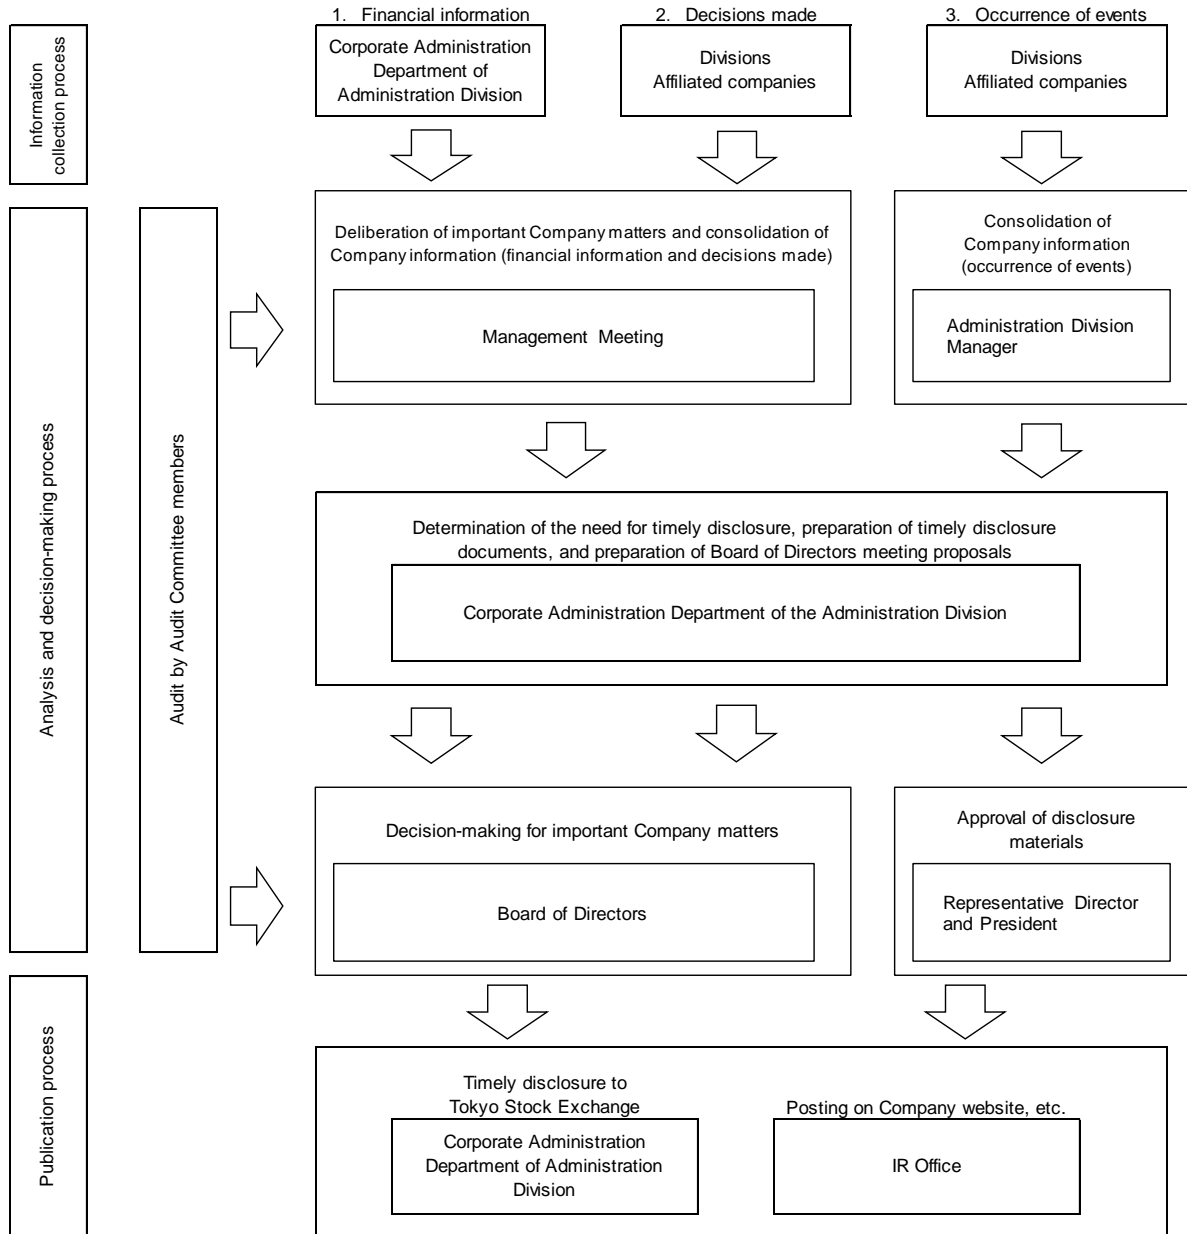 1. Financial information
2. Decisions made
3. Occurrence of events
Information
collection process
Corporate Administration
Department of
Administration Division
Divisions
Affiliated companies
Divisions
Affiliated companies
Analysis and decision-making process
Audit by Audit Committee members
Deliberation of important Company matters and consolidation of
Company information (financial information and decisions made)
Management Meeting
Consolidation of
Company information
(occurrence of events)
Administration Division
Manager
Determination of the need for timely disclosure, preparation of timely disclosure
documents, and preparation of Board of Directors meeting proposals
Corporate Administration Department of the Administration Division
Decision-making for important Company matters
Board of Directors
Approval of disclosure
materials
Representative Director
and President
Publication process
Timely disclosure to
Tokyo Stock Exchange
Corporate Administration
Department of Administration
Division
Posting on Company website, etc.
IR Office